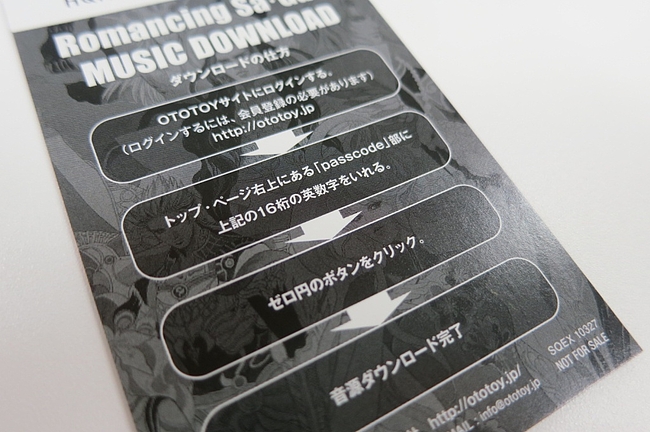 Romancing Sa
MUSIC DOWNLOAD
ダウンロードの仕方
OTOTOYサイトにログインする。
（ログインするには、会員登録の必要があります）
http://ototoy.jp
トップ・ページ右上にある「passcode」部に
上記の16桁の英数字をいれる。
ゼロ円のボタンをクリック。
音源ダウンロード完了
SQEX 10327
NOT FOR SALE
http://ototoy.jp/
MAIL : info@ototoy.jp